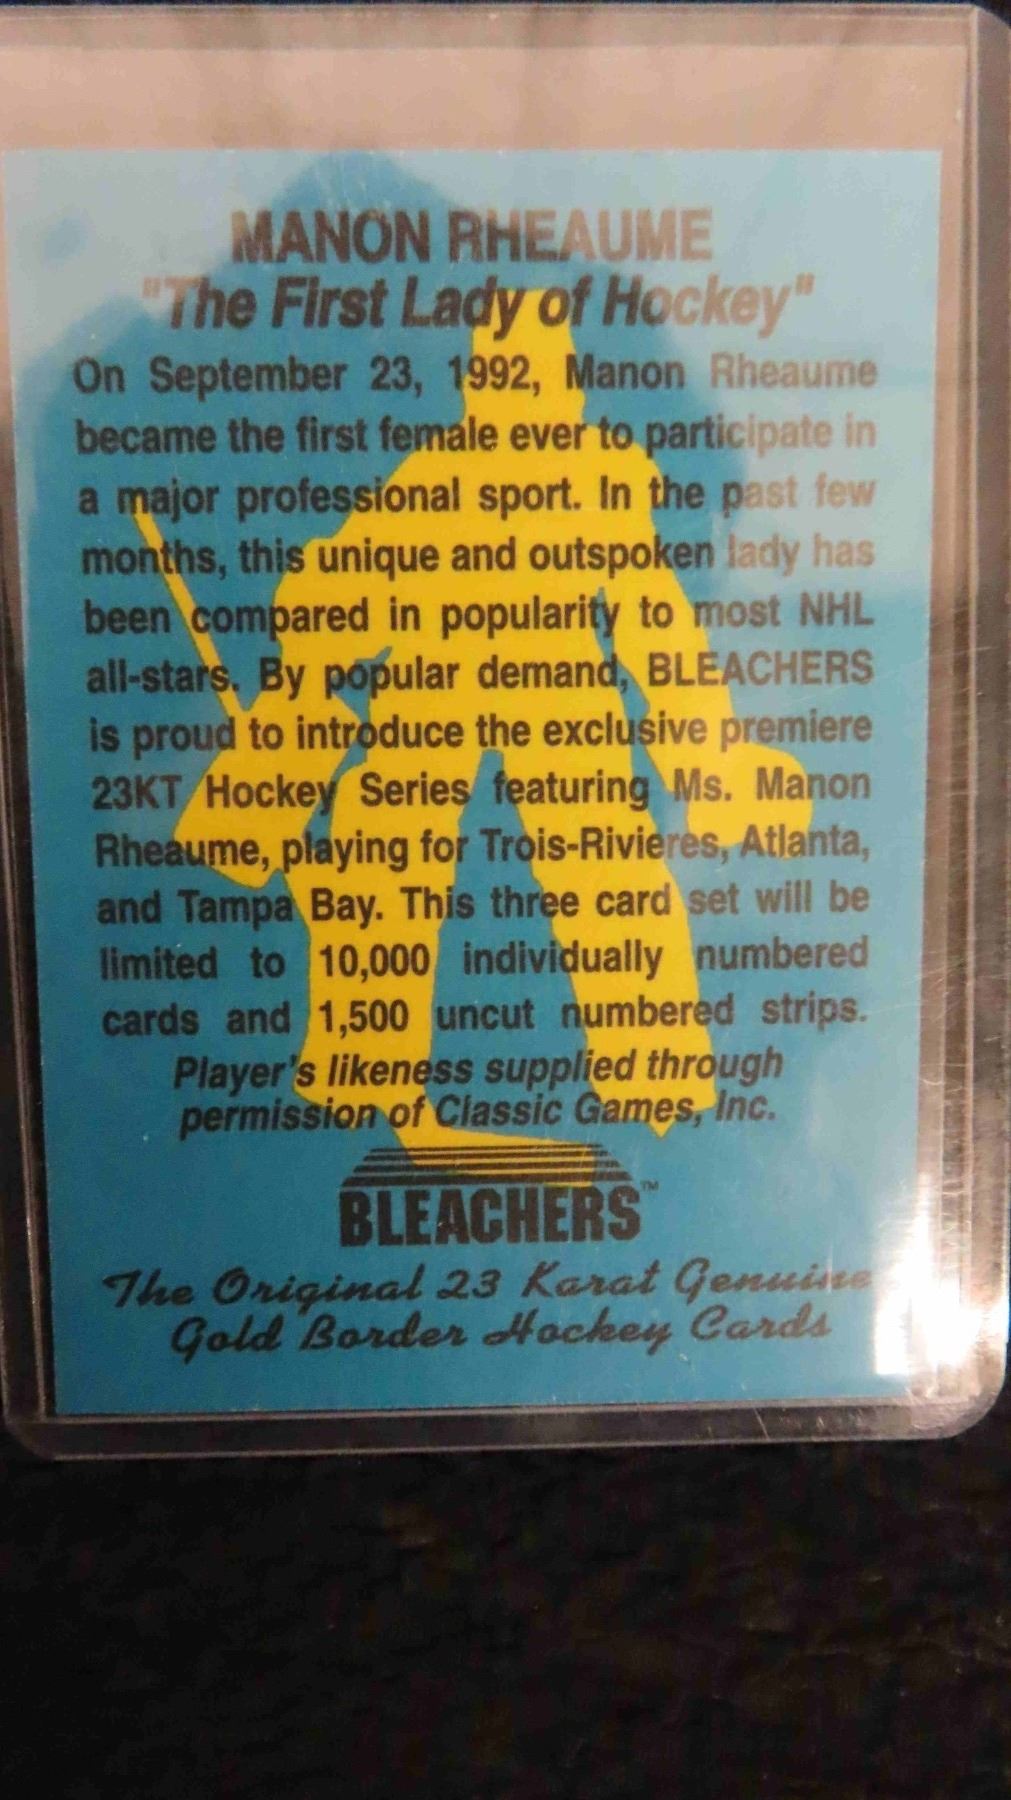 MANON RHEAUME
"The First Lady of Hockey"
On September 23, 1992, Manon Rheaume
became the first female ever to participate in
a major professional sport. In the past few
months, this unique and outspoken lady has
been compared in popularity to most NHL
all-stars. By popular demand, BLEACHERS
is proud to introduce the exclusive premiere
23KT Hockey Series featuring Ms. Manon
Rheaume, playing for Trois-Rivieres, Atlanta,
and Tampa Bay. This three card set will be
limited to 10,000 individually numbered
cards and 1,500 uncut numbered strips.
Player's likeness supplied through
permission of Classic Games, Inc.
BLEACHERS™
The Original 23 Karat Genuine
Gold Border Hockey Cards